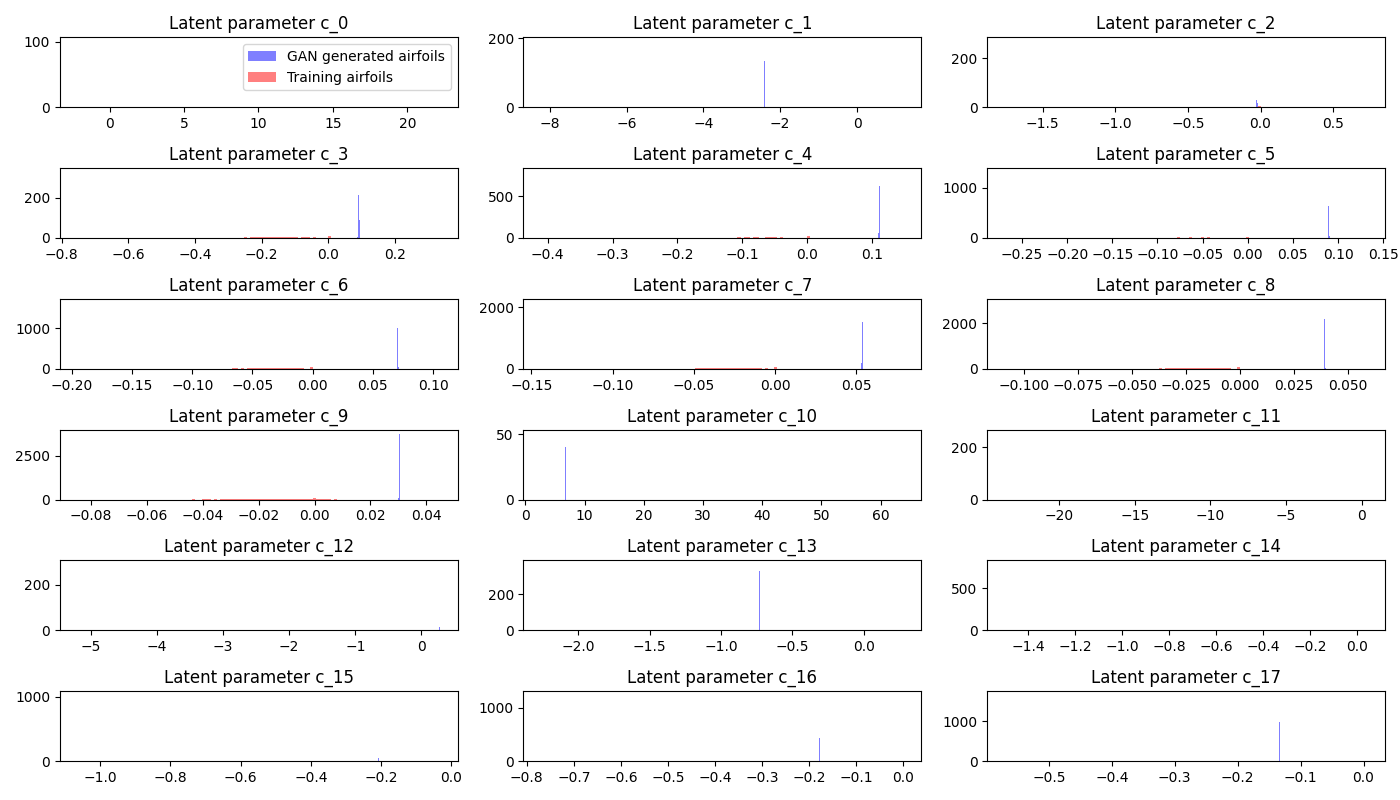 Latent parameter c_0 Latent parameter c_1 Latent parameter c_2
100 200 200
GAN generated airfoils
Training airfoils
0 0 0
0 5 10 15 20 −8 −6 −4 −2 0 −1.5 −1.0 −0.5 0.0 0.5
Latent parameter c_3 Latent parameter c_4 Latent parameter c_5
200 500 1000
0 0 0
−0.8 −0.6 −0.4 −0.2 0.0 0.2 −0.4 −0.3 −0.2 −0.1 0.0 0.1 −0.25 −0.20 −0.15 −0.10 −0.05 0.00 0.05 0.10 0.15
Latent parameter c_6 Latent parameter c_7 Latent parameter c_8
1000 2000 2000
0 0 0
−0.20 −0.15 −0.10 −0.05 0.00 0.05 0.10 −0.15 −0.10 −0.05 0.00 0.05 −0.100 −0.075 −0.050 −0.025 0.000 0.025 0.050
Latent parameter c_9 Latent parameter c_10 Latent parameter c_11
2500 50 200
0 0 0
−0.08 −0.06 −0.04 −0.02 0.00 0.02 0.04 0 10 20 30 40 50 60 −20 −15 −10 −5 0
Latent parameter c_12 Latent parameter c_13 Latent parameter c_14
200 200 500
0 0 0
−5 −4 −3 −2 −1 0 −2.0 −1.5 −1.0 −0.5 0.0 −1.4 −1.2 −1.0 −0.8 −0.6 −0.4 −0.2 0.0
Latent parameter c_15 Latent parameter c_16 Latent parameter c_17
1000 1000 1000
0 0 0
−1.0 −0.8 −0.6 −0.4 −0.2 0.0 −0.8 −0.7 −0.6 −0.5 −0.4 −0.3 −0.2 −0.1 0.0 −0.5 −0.4 −0.3 −0.2 −0.1 0.0